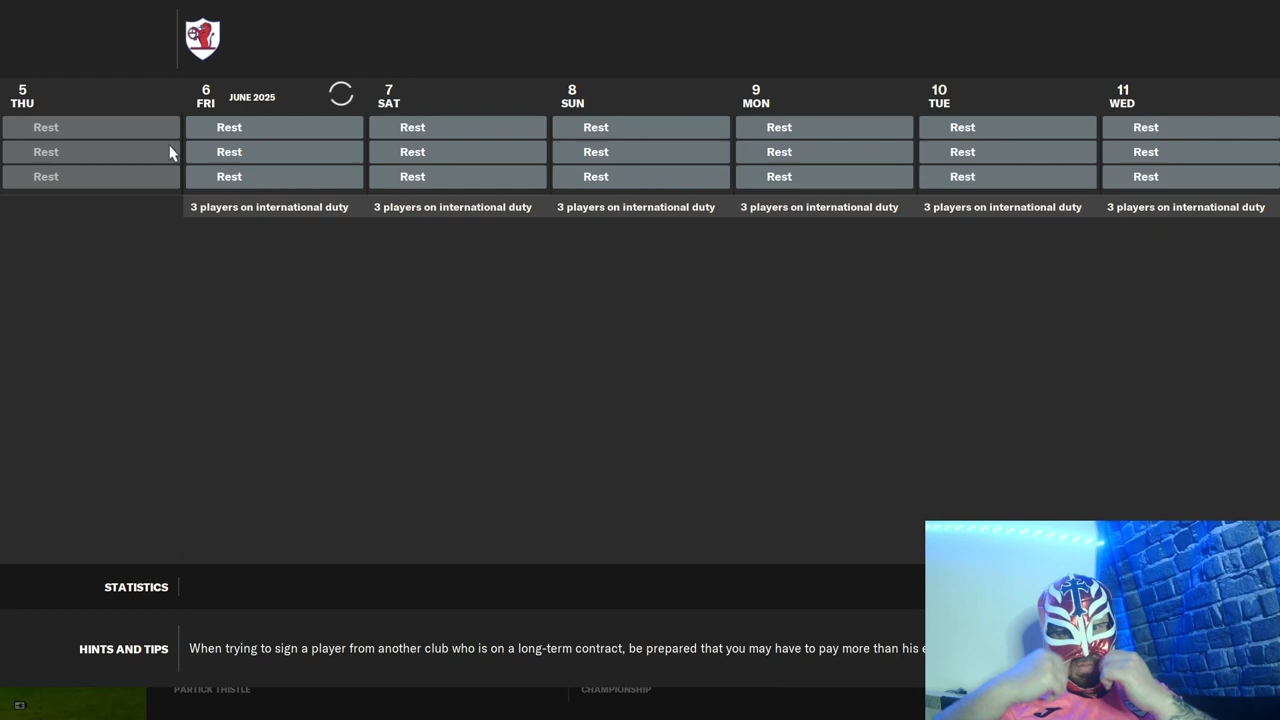 5
THU
6
FRI
JUNE 2025
7
SAT
8
SUN
9
MON
10
TUE
11
WED
Rest Rest Rest Rest Rest Rest Rest
Rest Rest Rest Rest Rest Rest Rest
Rest Rest Rest Rest Rest Rest Rest
3 players on international duty 3 players on international duty 3 players on international duty 3 players on international duty 3 players on international duty 3 players on international duty
STATISTICS
HINTS AND TIPS
When trying to sign a player from another club who is on a long-term contract, be prepared that you may have to pay more than his
PARTICK THISTLE
CHAMPIONSHIP